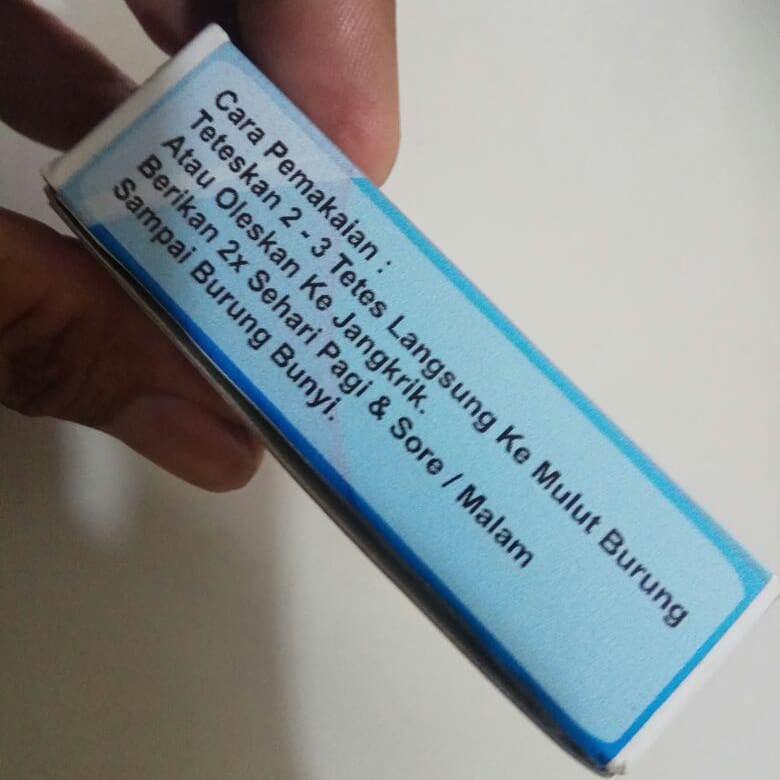 Cara Pemakaian :
Teteskan 2 - 3 Tetes Langsung Ke Mulut Burung
Atau Oleskan Ke Jangkrik.
Berikan 2x Sehari Pagi & Sore / Malam
Sampai Burung Bunyi.